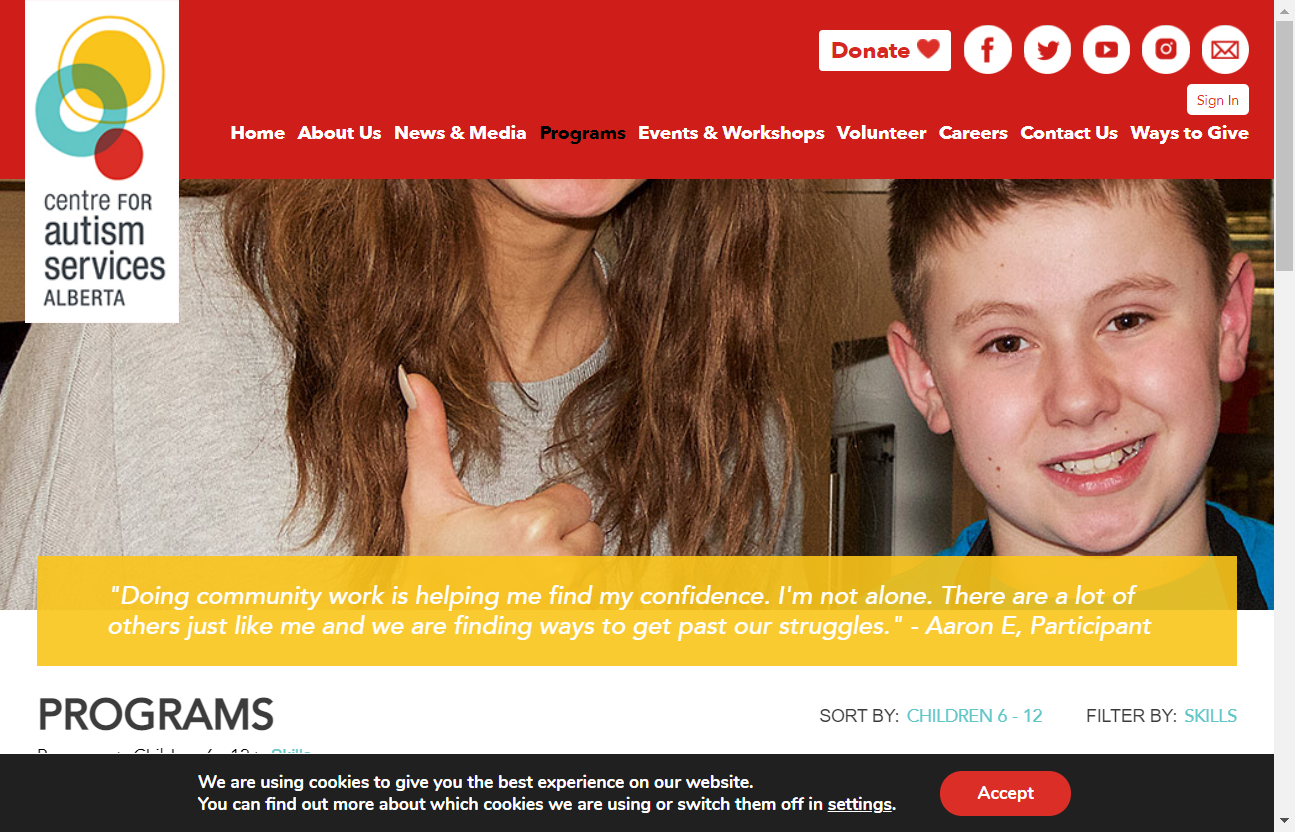 centre FOR
autism
services
ALBERTA
Donate
Sign In
Home About Us News & Media Programs Events & Workshops Volunteer Careers Contact Us Ways to Give
"Doing community work is helping me find my confidence. I'm not alone. There are a lot of
others just like me and we are finding ways to get past our struggles." - Aaron E, Participant
PROGRAMS
SORT BY: CHILDREN 6 - 12 FILTER BY: SKILLS
We are using cookies to give you the best experience on our website.
You can find out more about which cookies we are using or switch them off in settings.
Accept